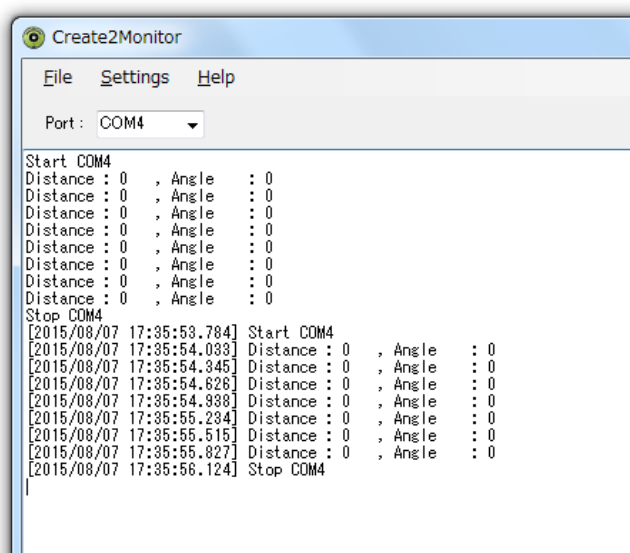 Create2Monitor
File Settings Help
Port : COM4
Start COM4
Distance : 0 , Angle : 0
Distance : 0 , Angle : 0
Distance : 0 , Angle : 0
Distance : 0 , Angle : 0
Distance : 0 , Angle : 0
Distance : 0 , Angle : 0
Distance : 0 , Angle : 0
Distance : 0 , Angle : 0
Stop COM4
[2015/08/07 17:35:53.784] Start COM4
[2015/08/07 17:35:54.033] Distance : 0 , Angle : 0
[2015/08/07 17:35:54.345] Distance : 0 , Angle : 0
[2015/08/07 17:35:54.626] Distance : 0 , Angle : 0
[2015/08/07 17:35:54.938] Distance : 0 , Angle : 0
[2015/08/07 17:35:55.234] Distance : 0 , Angle : 0
[2015/08/07 17:35:55.515] Distance : 0 , Angle : 0
[2015/08/07 17:35:55.827] Distance : 0 , Angle : 0
[2015/08/07 17:35:56.124] Stop COM4